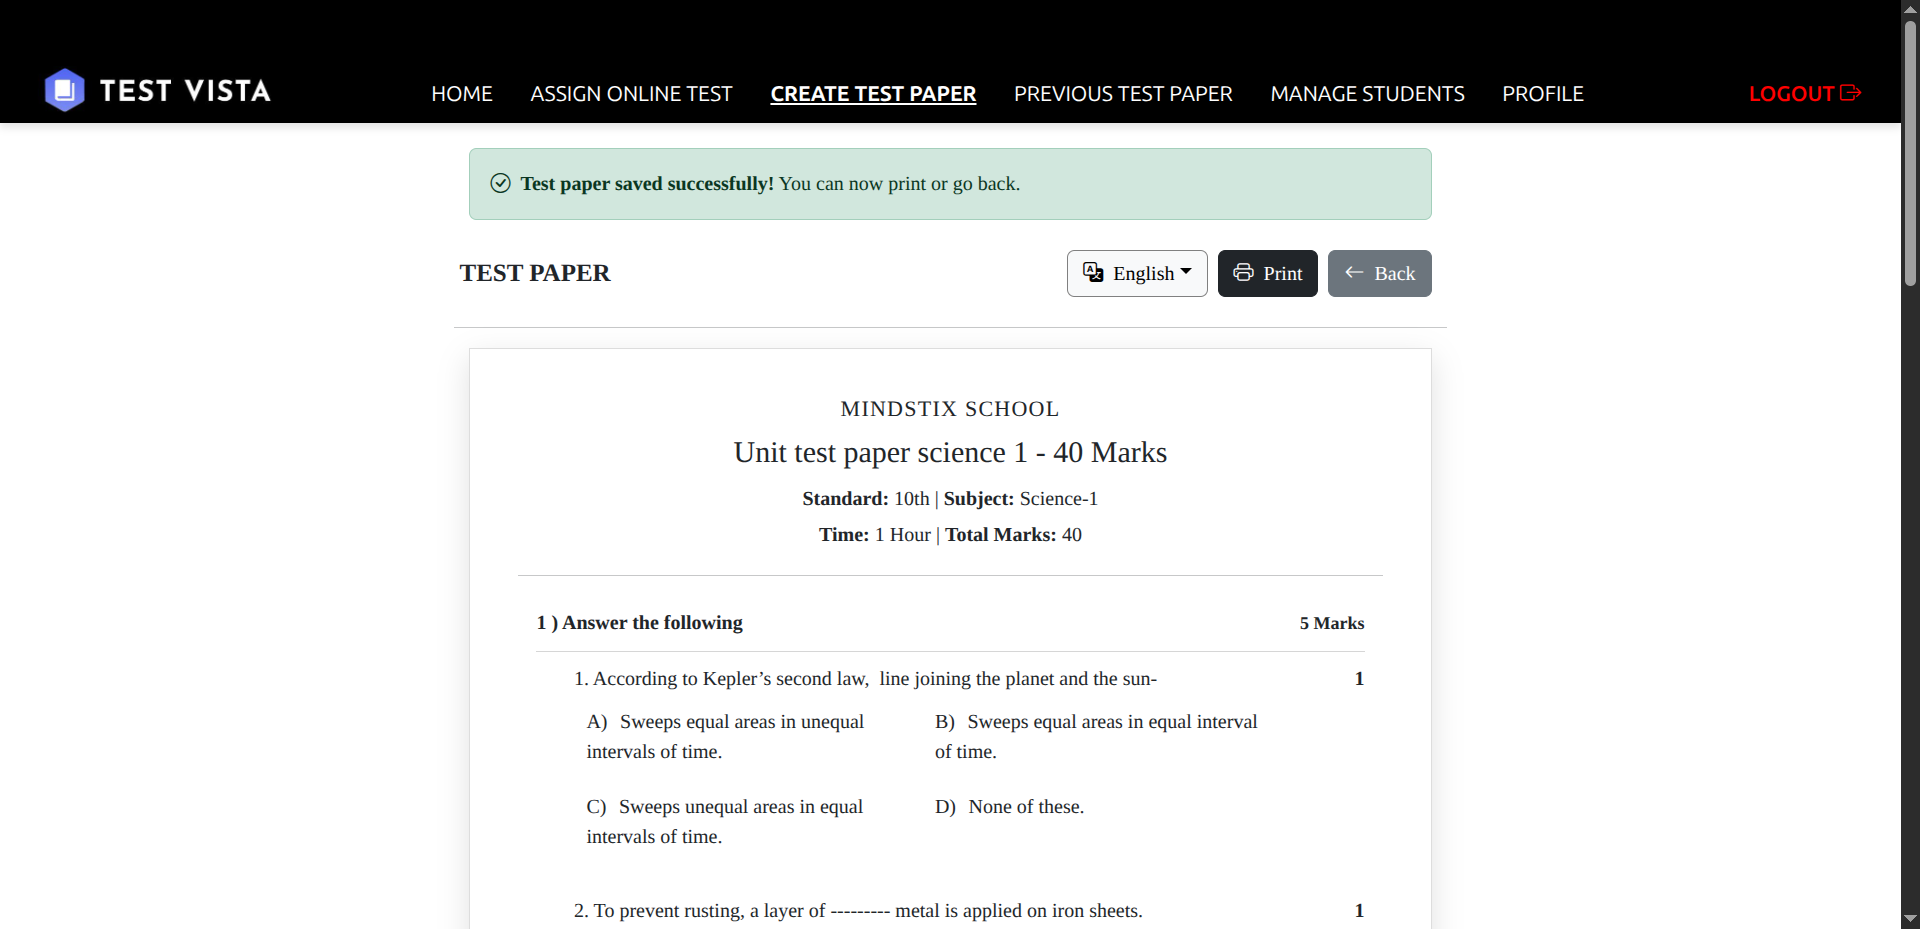 TEST VISTA
HOME ASSIGN ONLINE TEST CREATE TEST PAPER PREVIOUS TEST PAPER MANAGE STUDENTS PROFILE LOGOUT
Test paper saved successfully! You can now print or go back.
TEST PAPER English Print Back
MINDSTIX SCHOOL
Unit test paper science 1 - 40 Marks
Standard: 10th | Subject: Science-1
Time: 1 Hour | Total Marks: 40
1 ) Answer the following 5 Marks
1. According to Kepler’s second law,  line joining the planet and the sun- 1
A) Sweeps equal areas in unequal
intervals of time.
B) Sweeps equal areas in equal interval
of time.
C) Sweeps unequal areas in equal
intervals of time.
D) None of these.
2. To prevent rusting, a layer of --------- metal is applied on iron sheets. 1